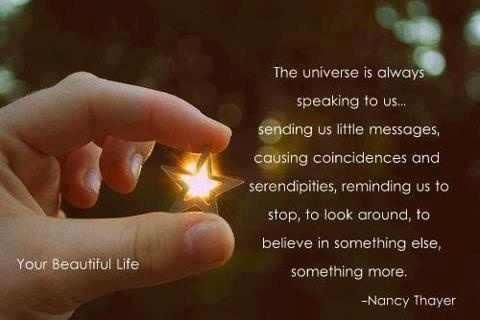 The universe is always
speaking to us...
sending us little messages,
causing coincidences and
serendipities, reminding us to
stop, to look around, to
believe in something else,
something more.
–Nancy Thayer
Your Beautiful Life